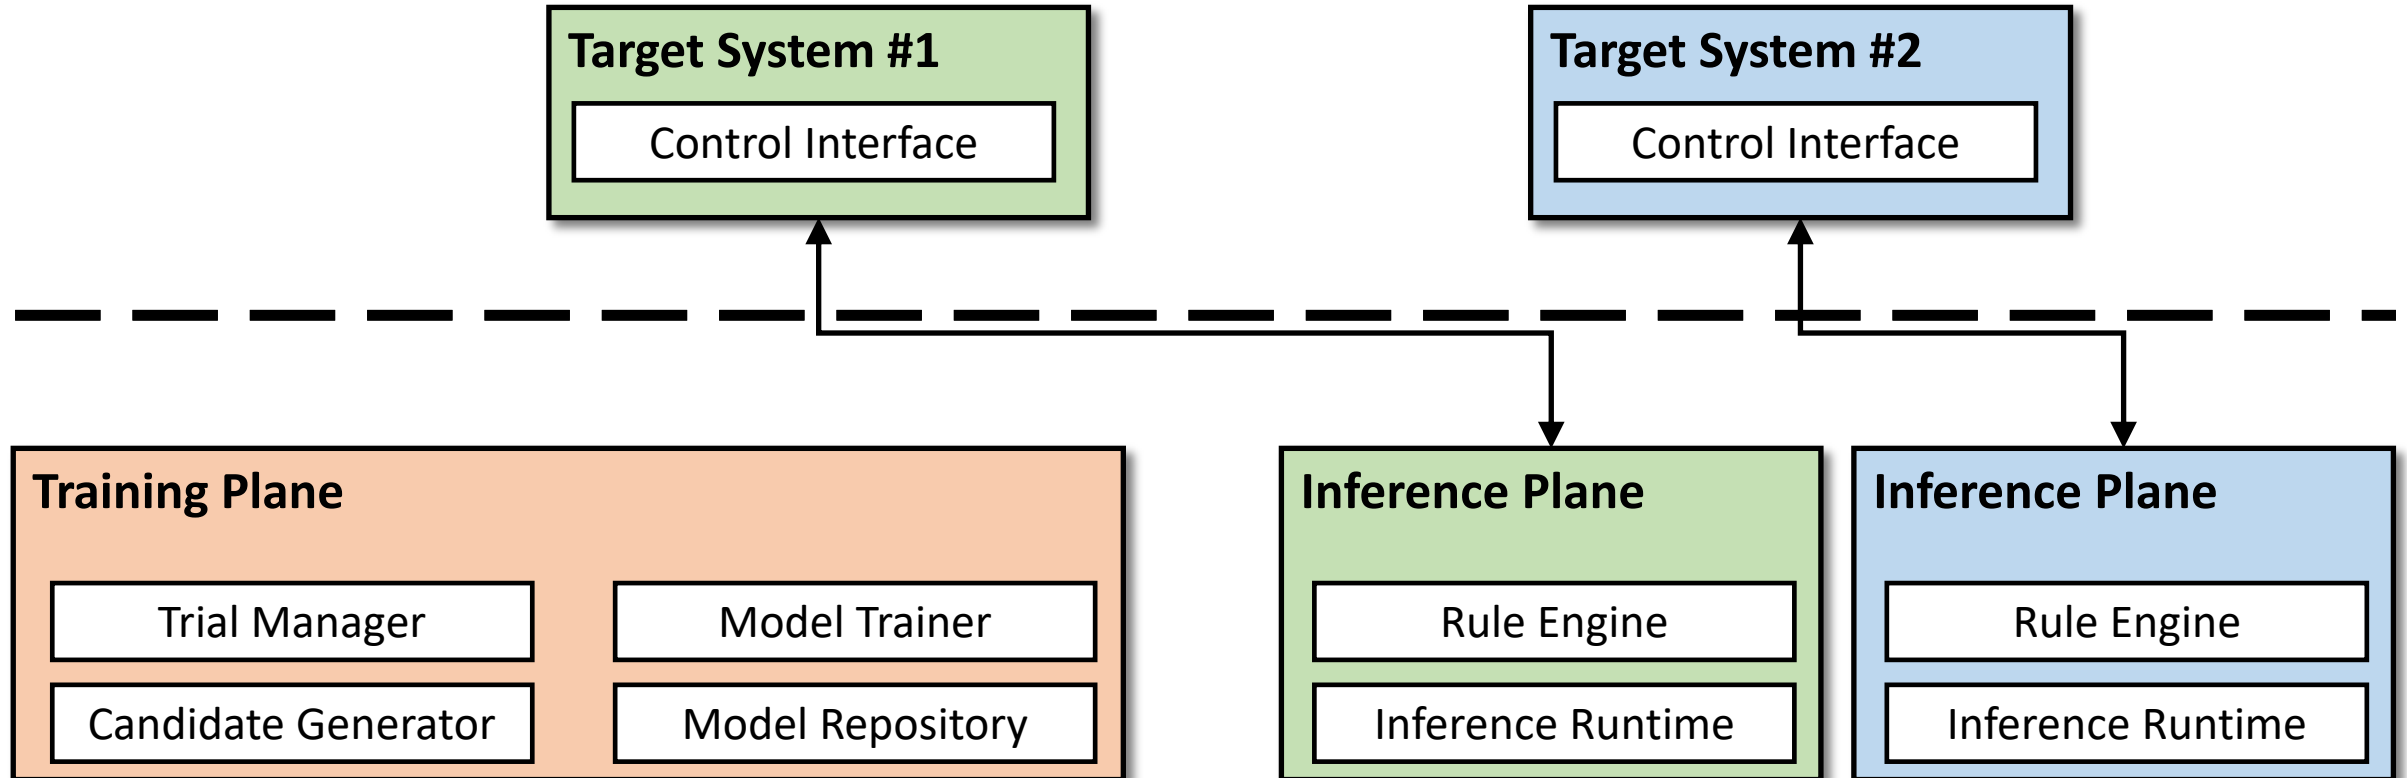 Target System #1
Control Interface
Target System #2
Control Interface
Training Plane
Trial Manager
Model Trainer
Candidate Generator
Model Repository
Inference Plane
Rule Engine
Inference Runtime
Inference Plane
Rule Engine
Inference Runtime